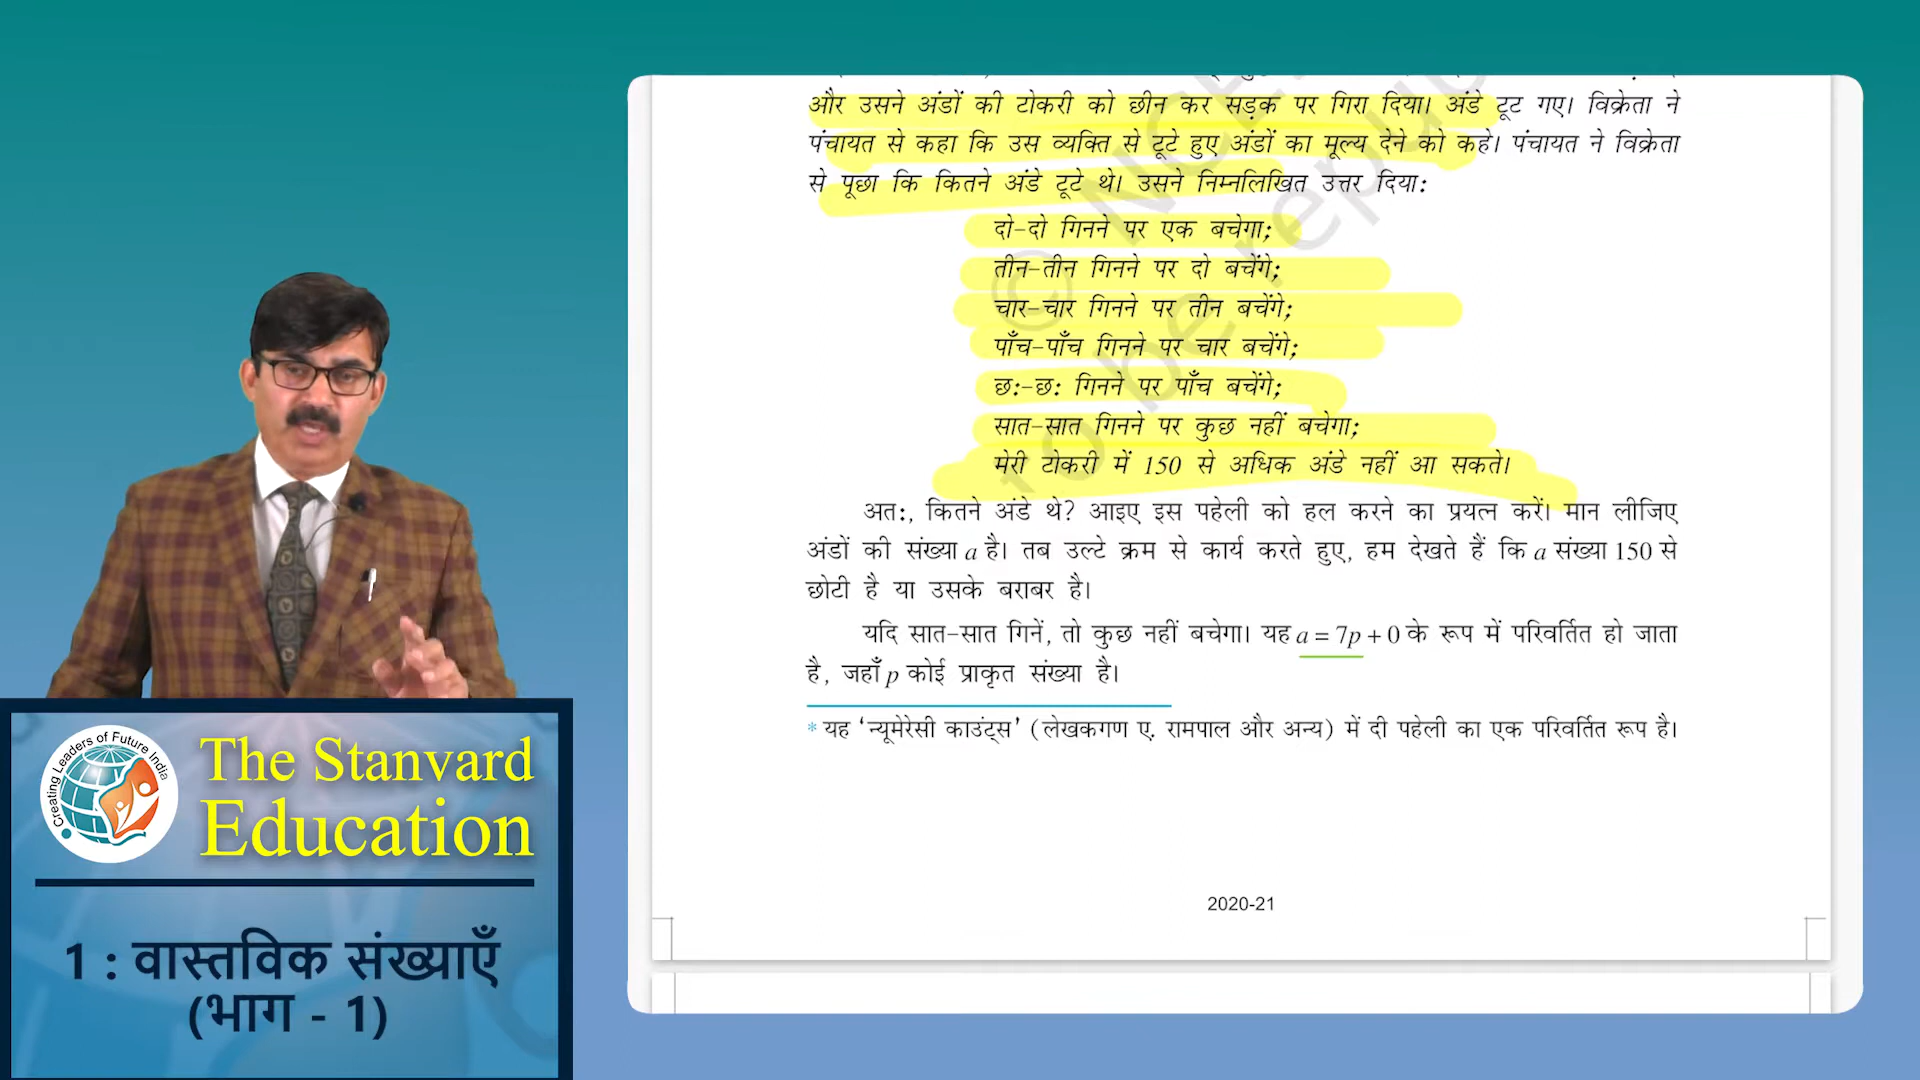 और उसने अंडों की टोकरी को छीन कर सड़क पर गिरा दिया। अंडे टूट गए। विक्रेता ने
पंचायत से कहा कि उस व्यक्ति से टूटे हुए अंडों का मूल्य देने को कहे। पंचायत ने विक्रेता
से पूछा कि कितने अंडे टूटे थे। उसने निम्नलिखित उत्तर दिया:
दो-दो गिनने पर एक बचेगा;
तीन-तीन गिनने पर दो बचेंगे;
चार-चार गिनने पर तीन बचेंगे;
पाँच-पाँच गिनने पर चार बचेंगे;
छ:-छ: गिनने पर पाँच बचेंगे;
सात-सात गिनने पर कुछ नहीं बचेगा;
मेरी टोकरी में 150 से अधिक अंडे नहीं आ सकते।
अत:, कितने अंडे थे? आइए इस पहेली को हल करने का प्रयत्न करें। मान लीजिए
अंडों की संख्या a है। तब उल्टे क्रम से कार्य करते हुए, हम देखते हैं कि a संख्या 150 से
छोटी है या उसके बराबर है।
यदि सात-सात गिनें, तो कुछ नहीं बचेगा। यह a = 7p + 0 के रूप में परिवर्तित हो जाता
है, जहाँ p कोई प्राकृत संख्या है।
* यह ‘न्यूमेरेसी काउंट्स’ (लेखकगण ए. रामपाल और अन्य) में दी पहेली का एक परिवर्तित रूप है।
2020-21
Creating Leaders of Future India
The Stanvard
Education
1 : वास्तविक संख्याएँ
(भाग - 1)